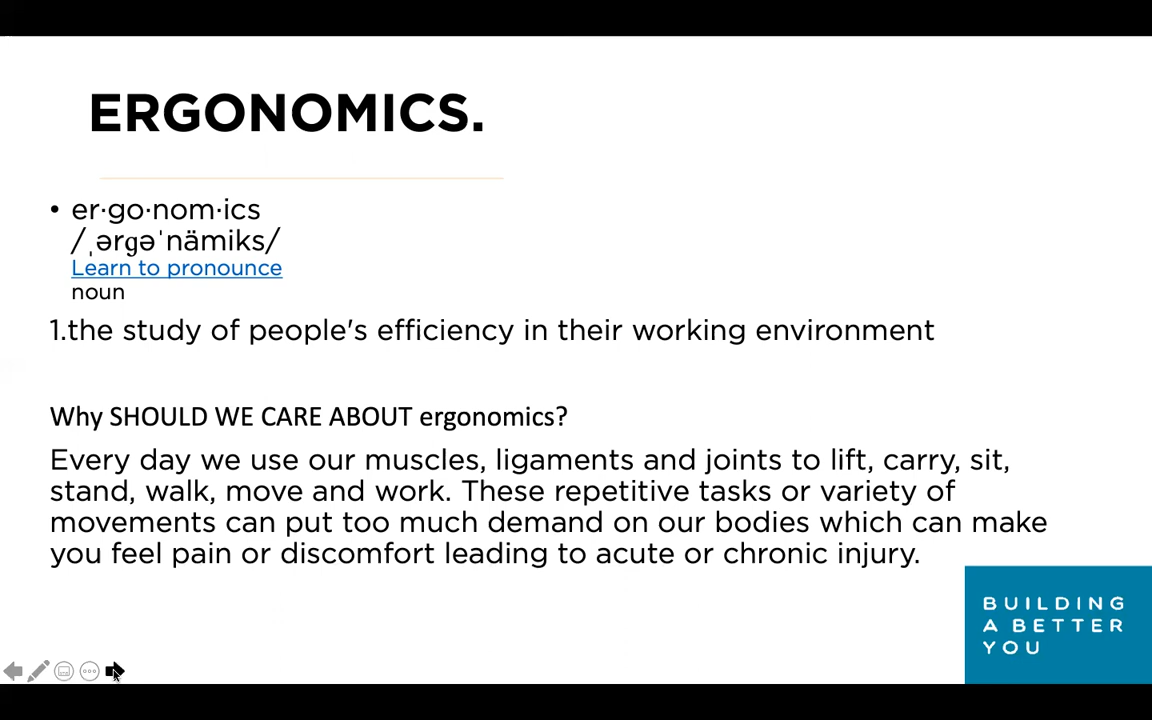 ERGONOMICS.
• er·go·nom·ics
/ˌərɡəˈnämiks/
Learn to pronounce
noun
1.the study of people's efficiency in their working environment
Why SHOULD WE CARE ABOUT ergonomics?
Every day we use our muscles, ligaments and joints to lift, carry, sit,
stand, walk, move and work. These repetitive tasks or variety of
movements can put too much demand on our bodies which can make
you feel pain or discomfort leading to acute or chronic injury.
BUILDING
A BETTER
YOU